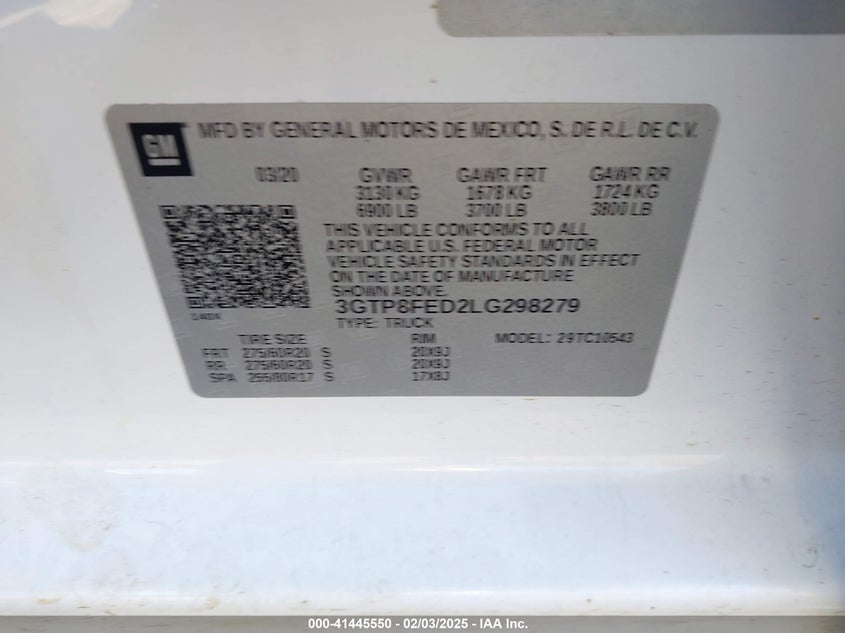 GM
MFD BY GENERAL MOTORS DE MEXICO, S. DE R.L. DE C.V.
03/20 GVWR GAWR FRT GAWR RR
3130 KG 1678 KG 1724 KG
6900 LB 3700 LB 3800 LB
THIS VEHICLE CONFORMS TO ALL
APPLICABLE U.S. FEDERAL MOTOR
VEHICLE SAFETY STANDARDS IN EFFECT
ON THE DATE OF MANUFACTURE
SHOWN ABOVE.
3GTP8FED2LG298279
TYPE: TRUCK
TIRE SIZE RIM MODEL:
FRT 275/60R20 S 20X9J
RR 275/60R20 S 20X9J
SPA 17X8J
000-41445550 - 02/03/2025 - IAA Inc.